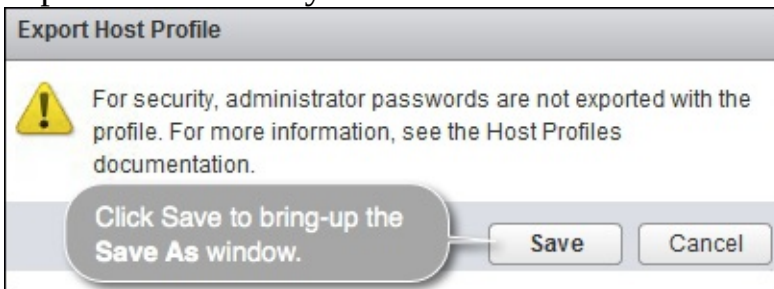 Export Host Profile
For security, administrator passwords are not exported with the
profile. For more information, see the Host Profiles
documentation.
Click Save to bring-up the
Save As window.
Save
Cancel